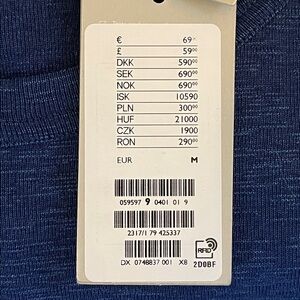 € 69.-
£ 59.00
DKK 590.00
SEK 690.00
NOK 690.00
ISK 10590
PLN 300.00
HUF 21000
CZK 1900
RON 290.00
EUR M
059597 9 0401 01 9
2317/1 79 425337
RFID
2D0BF
DX 0748837 001 X8